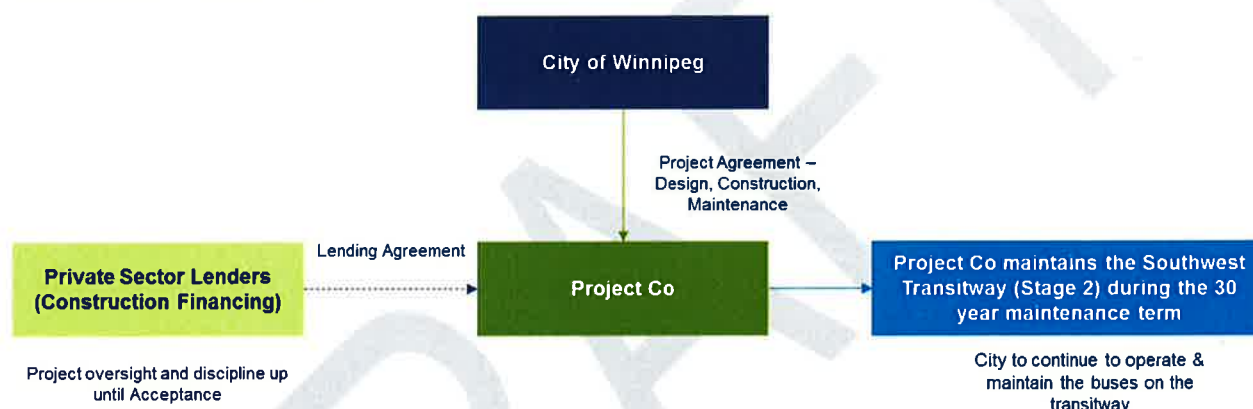 City of Winnipeg
Project Agreement –
Design, Construction,
Maintenance
Lending Agreement
Private Sector Lenders
(Construction Financing)
Project Co
Project Co maintains the Southwest
Transitway (Stage 2) during the 30
year maintenance term
Project oversight and discipline up
until Acceptance
City to continue to operate &
maintain the buses on the
transitway